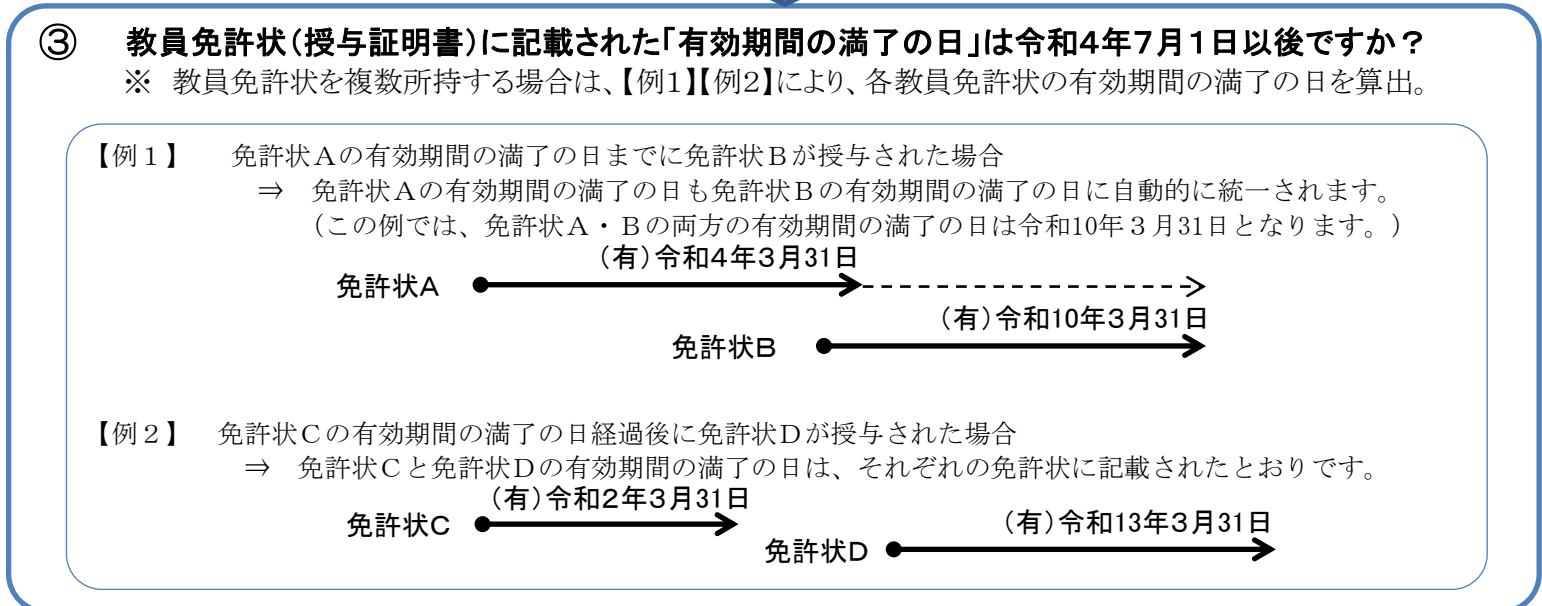 ③ 教員免許状(授与証明書)に記載された「有効期間の満了の日」は令和4年7月1日以後ですか？
※ 教員免許状を複数所持する場合は、【例1】【例2】により、各教員免許状の有効期間の満了の日を算出。
【例１】 免許状Ａの有効期間の満了の日までに免許状Ｂが授与された場合
⇒ 免許状Ａの有効期間の満了の日も免許状Ｂの有効期間の満了の日に自動的に統一されます。
（この例では、免許状Ａ・Ｂの両方の有効期間の満了の日は令和10年３月31日となります。）
(有)令和4年3月31日
免許状A
(有)令和10年3月31日
免許状B
【例２】 免許状Ｃの有効期間の満了の日経過後に免許状Ｄが授与された場合
⇒ 免許状Ｃと免許状Ｄの有効期間の満了の日は、それぞれの免許状に記載されたとおりです。
(有)令和2年3月31日
免許状C
(有)令和13年3月31日
免許状D